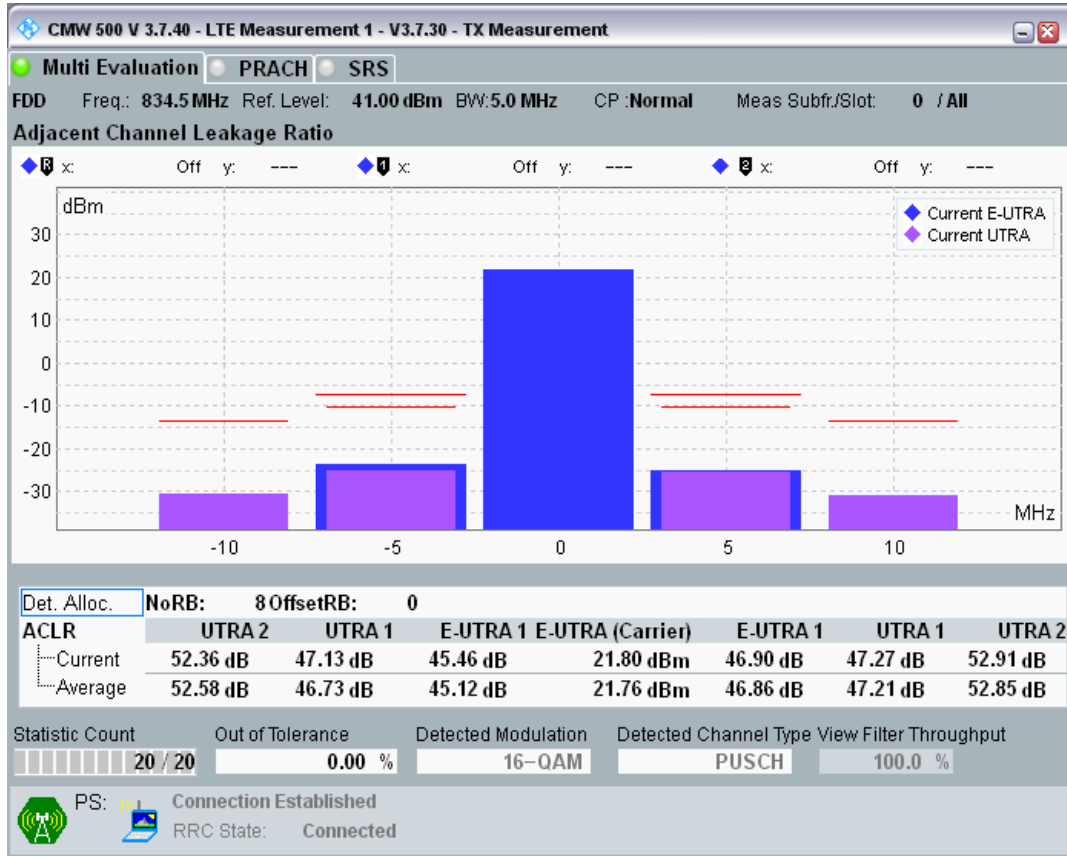 CMW 500 V 3.7.40 - LTE Measurement 1 - V3.7.30 - TX Measurement
Multi Evaluation PRACH SRS
FDD Freq.: 834.5 MHz Ref. Level: 41.00 dBm BW: 5.0 MHz CP : Normal Meas Subfr./Slot: 0 / All
Adjacent Channel Leakage Ratio
R x: Off y: --- 1 x: Off y: --- 2 x: Off y: ---
dBm
Current E-UTRA
Current UTRA
30
20
10
0
-10
-20
-30
MHz
-10 -5 0 5 10
Det. Alloc. NoRB: 8 OffsetRB: 0
ACLR UTRA 2 UTRA 1 E-UTRA 1 E-UTRA (Carrier) E-UTRA 1 UTRA 1 UTRA 2
Current 52.36 dB 47.13 dB 45.46 dB 21.80 dBm 46.90 dB 47.27 dB 52.91 dB
Average 52.58 dB 46.73 dB 45.12 dB 21.76 dBm 46.86 dB 47.21 dB 52.85 dB
Statistic Count Out of Tolerance Detected Modulation Detected Channel Type View Filter Throughput
20 / 20 0.00 % 16-QAM PUSCH 100.0 %
PS: Connection Established
RRC State: Connected